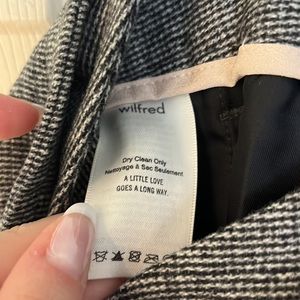 wilfred
Dry Clean Only
Nettoyage à Sec Seulement
A LITTLE LOVE
GOES A LONG WAY.